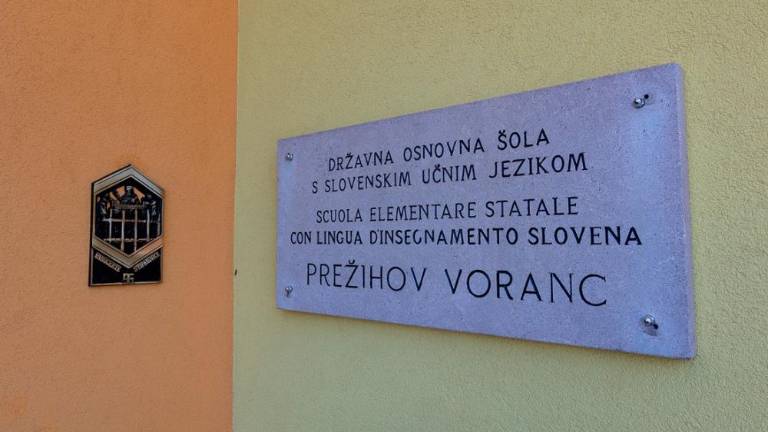 DRŽAVNA OSNOVNA ŠOLA
S SLOVENSKIM UČNIM JEZIKOM
SCUOLA ELEMENTARE STATALE
CON LINGUA D'INSEGNAMENTO SLOVENA
PREŽIHOV VORANC